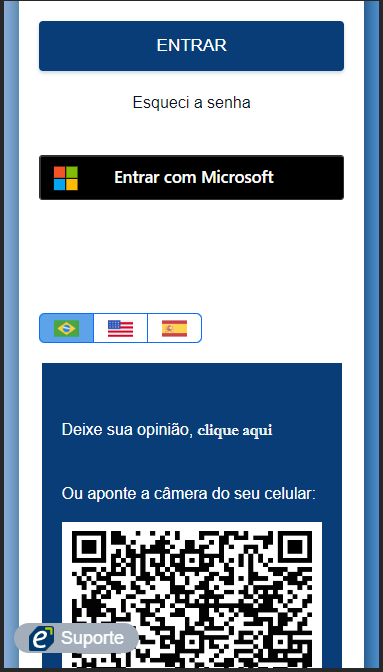 ENTRAR
Esqueci a senha
Entrar com Microsoft
Deixe sua opinião, clique aqui
Ou aponte a câmera do seu celular:
Suporte